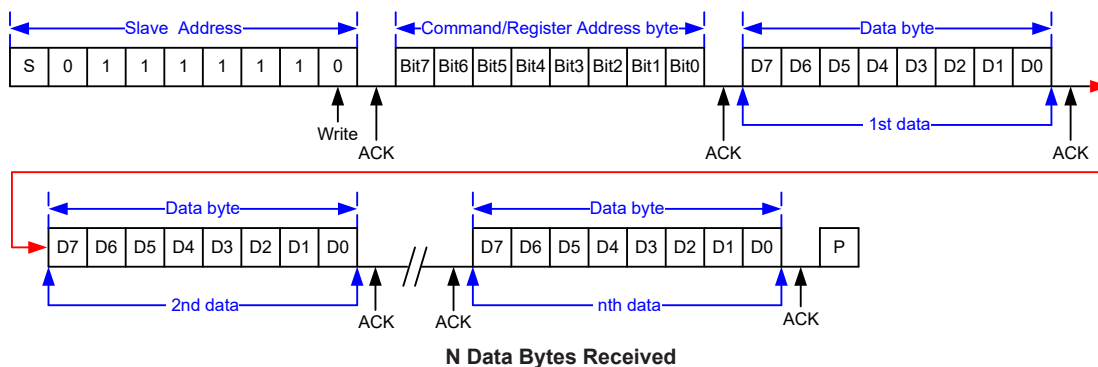 Slave Address Command/Register Address byte Data byte
S 0 1 1 1 1 1 1 0 Bit7 Bit6 Bit5 Bit4 Bit3 Bit2 Bit1 Bit0 D7 D6 D5 D4 D3 D2 D1 D0
Write 1st data
ACK ACK ACK
Data byte Data byte
D7 D6 D5 D4 D3 D2 D1 D0 D7 D6 D5 D4 D3 D2 D1 D0 P
2nd data nth data
ACK ACK ACK
N Data Bytes Received